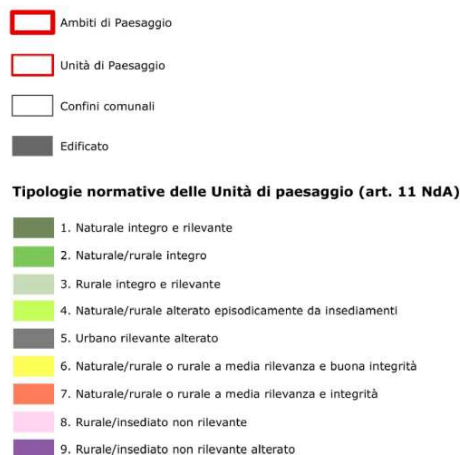 Ambiti di Paesaggio
Unità di Paesaggio
Confini comunali
Edificato
Tipologie normative delle Unità di paesaggio (art. 11 NdA)
1. Naturale integro e rilevante
2. Naturale/rurale integro
3. Rurale integro e rilevante
4. Naturale/rurale alterato episodicamente da insediamenti
5. Urbano rilevante alterato
6. Naturale/rurale o rurale a media rilevanza e buona integrità
7. Naturale/rurale o rurale a media rilevanza e integrità
8. Rurale/insediato non rilevante
9. Rurale/insediato non rilevante alterato